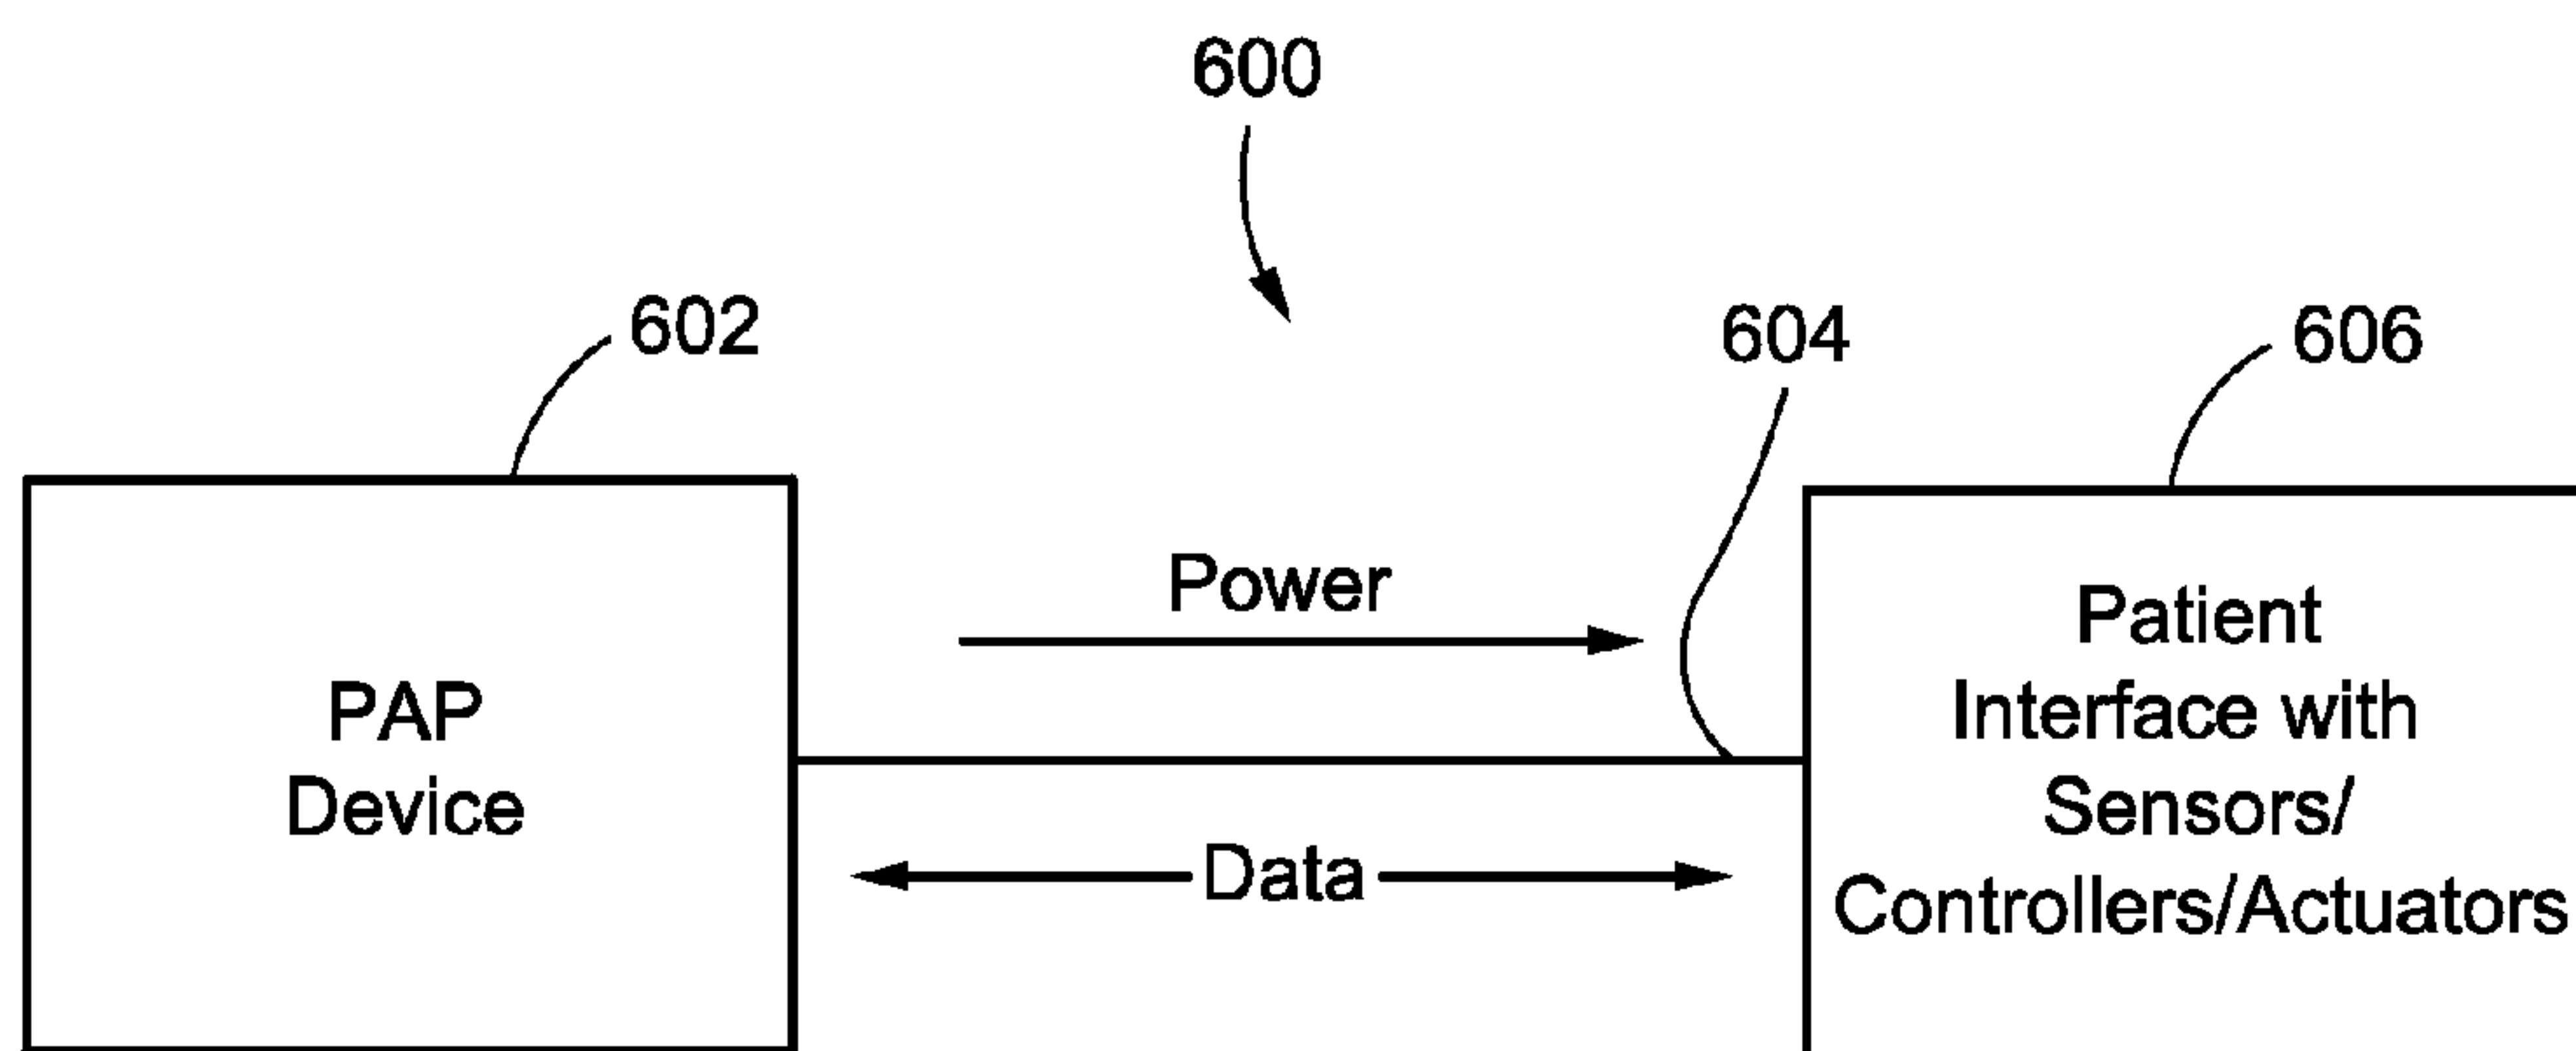 600
602
604
606
Power
PAP
Device
Data
Patient
Interface with
Sensors/
Controllers/Actuators